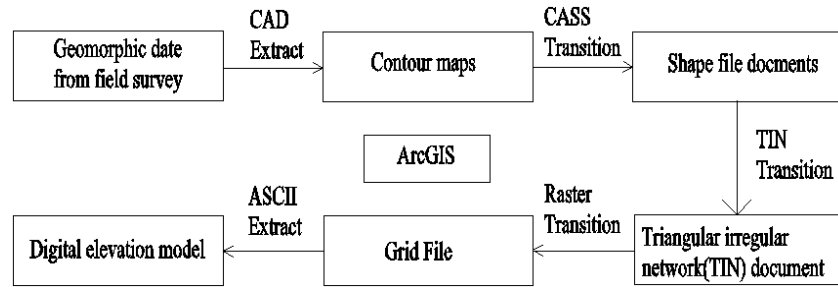 Geomorphic date
from field survey
CAD
Extract
Contour maps
CASS
Transition
Shape file docments
TIN
Transition
ArcGIS
Triangular irregular
network(TIN) document
Raster
Transition
Grid File
ASCII
Extract
Digital elevation model